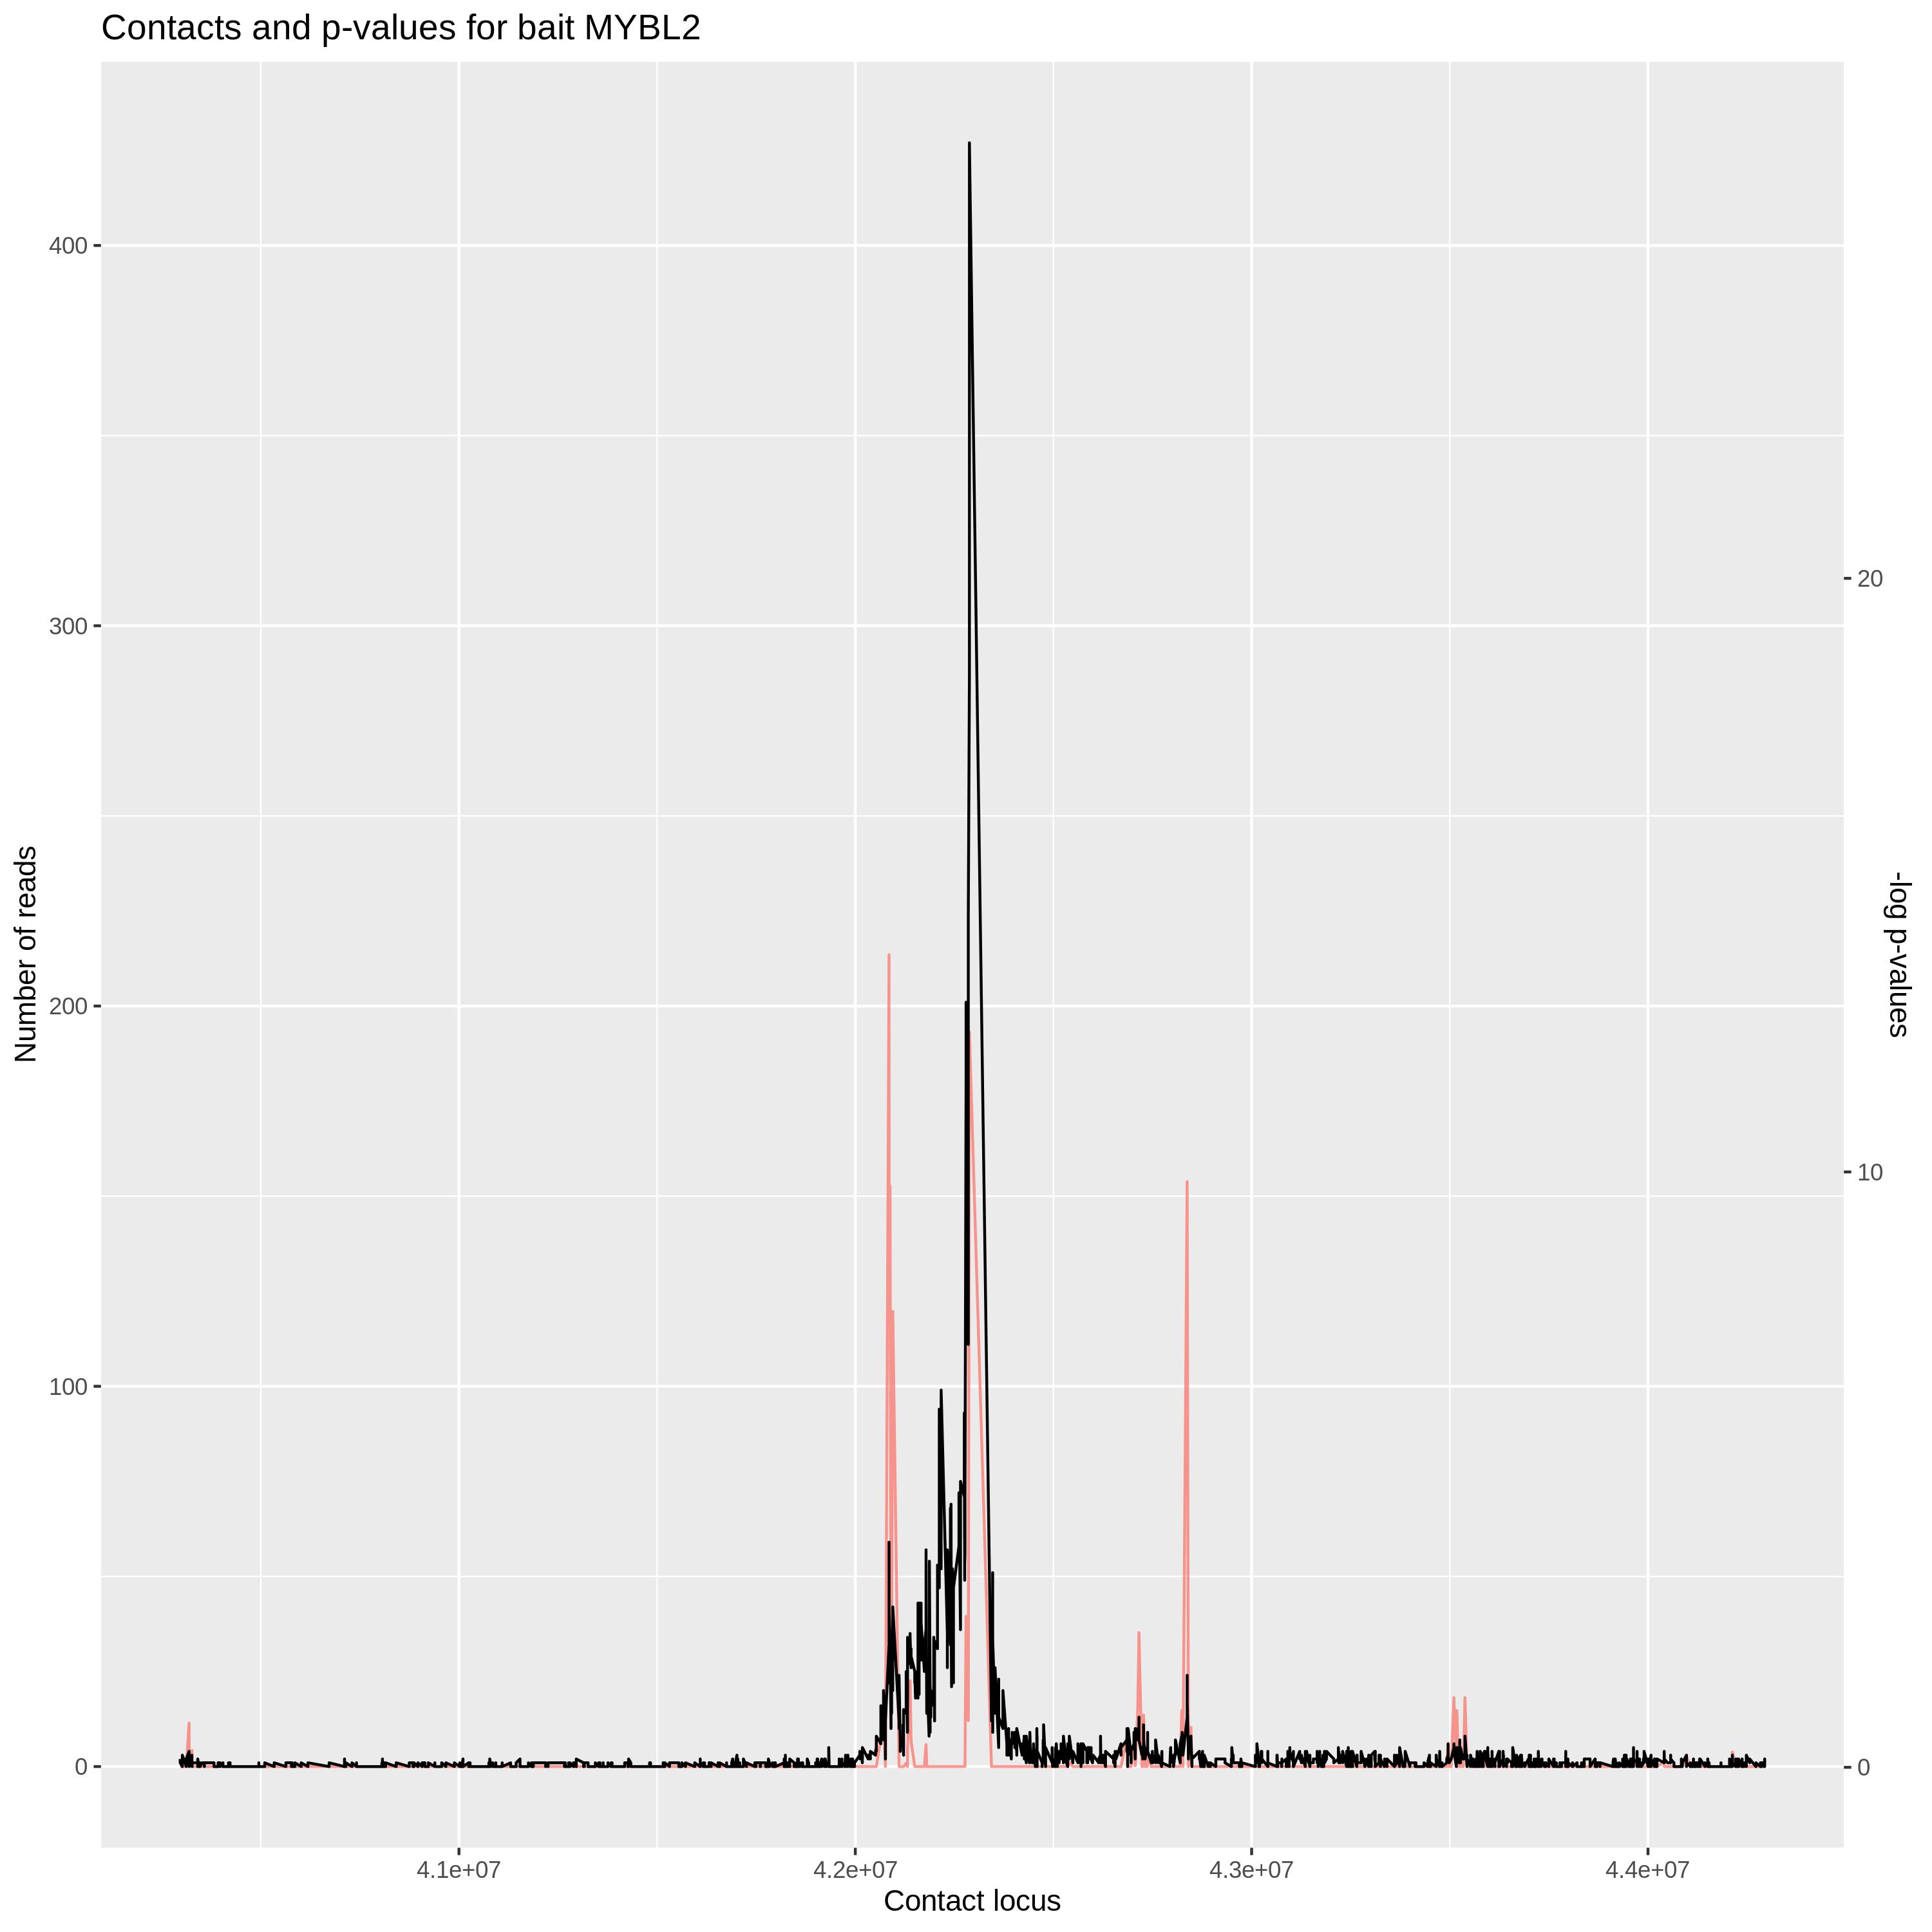 Contacts and p-values for bait MYBL2
400
300
200
100
0
Number of reads
20
10
0
-log p-values
4.1e+07
4.2e+07
4.3e+07
4.4e+07
Contact locus